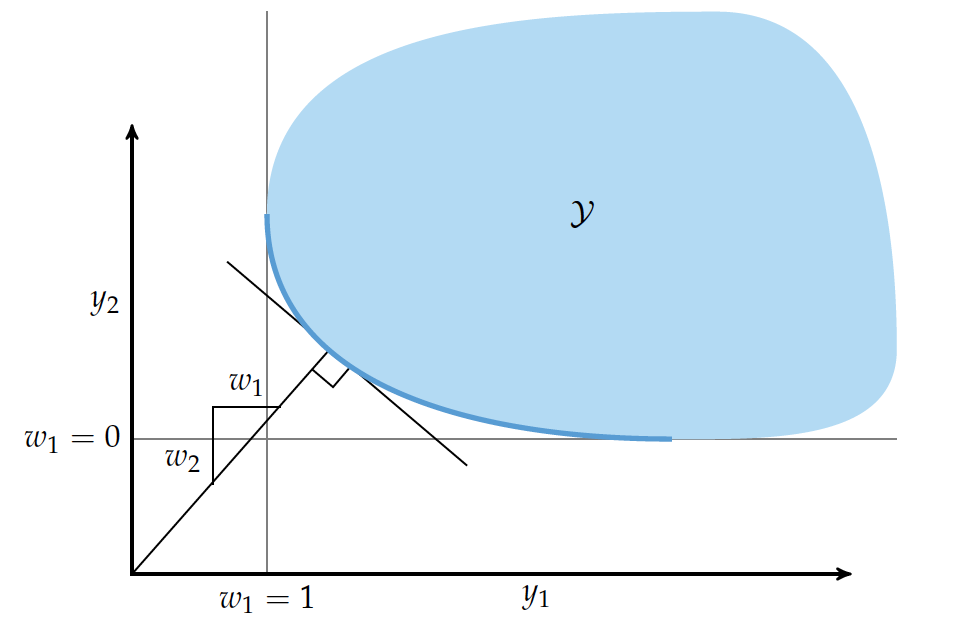 𝒴
y₂
w₁
w₁ = 0
w₂
w₁ = 1
y₁